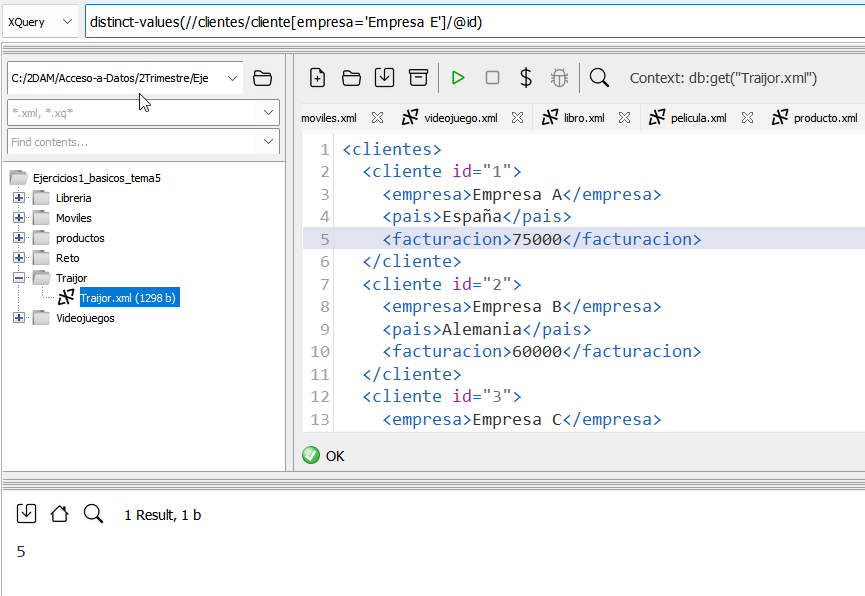 XQuery
distinct-values(//clientes/cliente[empresa='Empresa E']/@id)
C:/2DAM/Acceso-a-Datos/2Trimestre/Eje
*.xml, *.xq*
Find contents...
Ejercicios1_basicos_tema5
Libreria
Moviles
productos
Reto
Traijor
Traijor.xml (1298 b)
Videojuegos
$ Context: db:get("Traijor.xml")
moviles.xml videojuego.xml libro.xml pelicula.xml producto.xml
1 <clientes>
2 <cliente id="1">
3 <empresa>Empresa A</empresa>
4 <pais>España</pais>
5 <facturacion>75000</facturacion>
6 </cliente>
7 <cliente id="2">
8 <empresa>Empresa B</empresa>
9 <pais>Alemania</pais>
10 <facturacion>60000</facturacion>
11 </cliente>
12 <cliente id="3">
13 <empresa>Empresa C</empresa>
OK
1 Result, 1 b
5